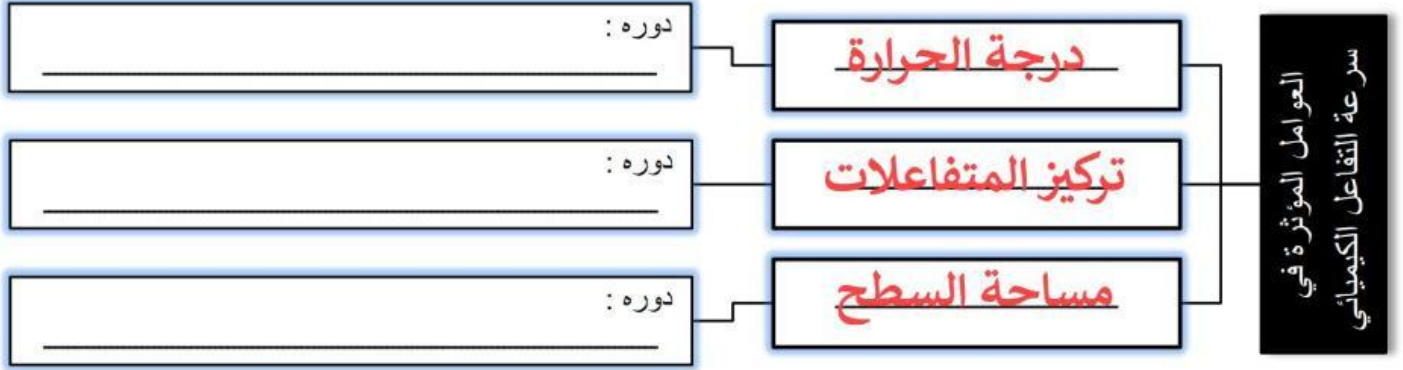 العوامل المؤثرة في
سرعة التفاعل الكيميائي
درجة الحرارة
دوره :
تركيز المتفاعلات
دوره :
مساحة السطح
دوره :